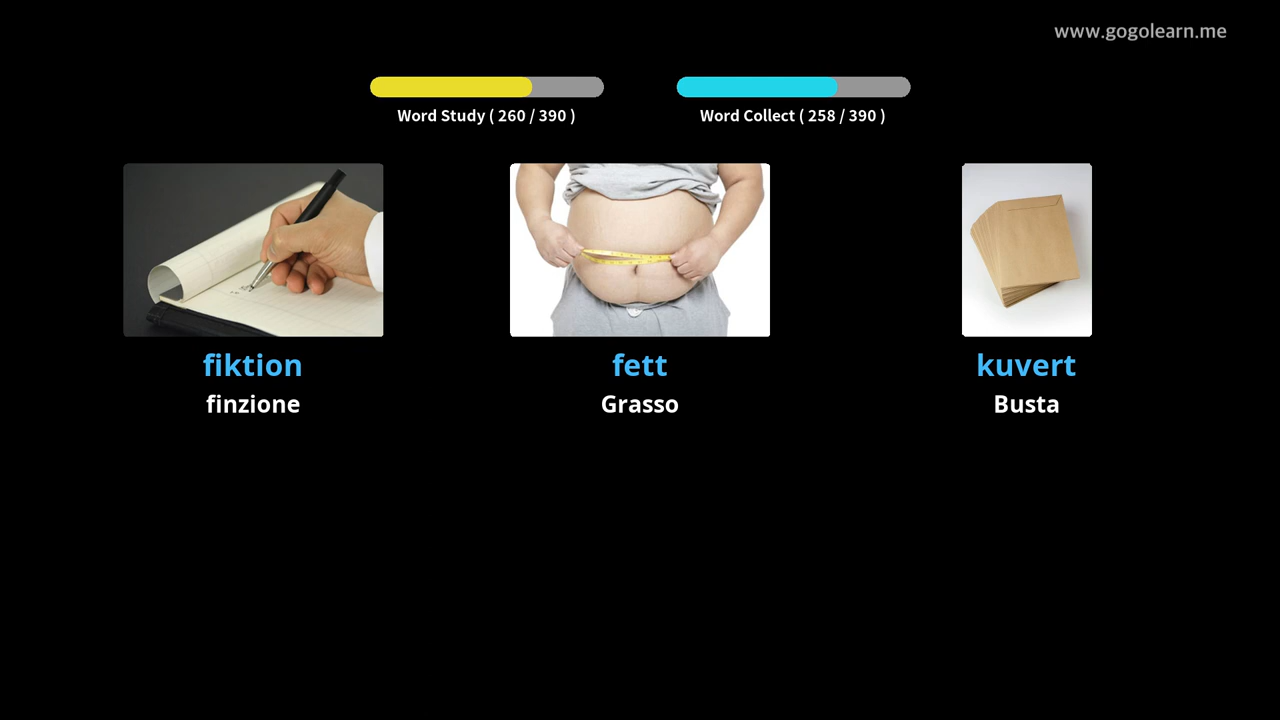 www.gogolearn.me
Word Study ( 260 / 390 )
Word Collect ( 258 / 390 )
fiktion
finzione
fett
Grasso
kuvert
Busta